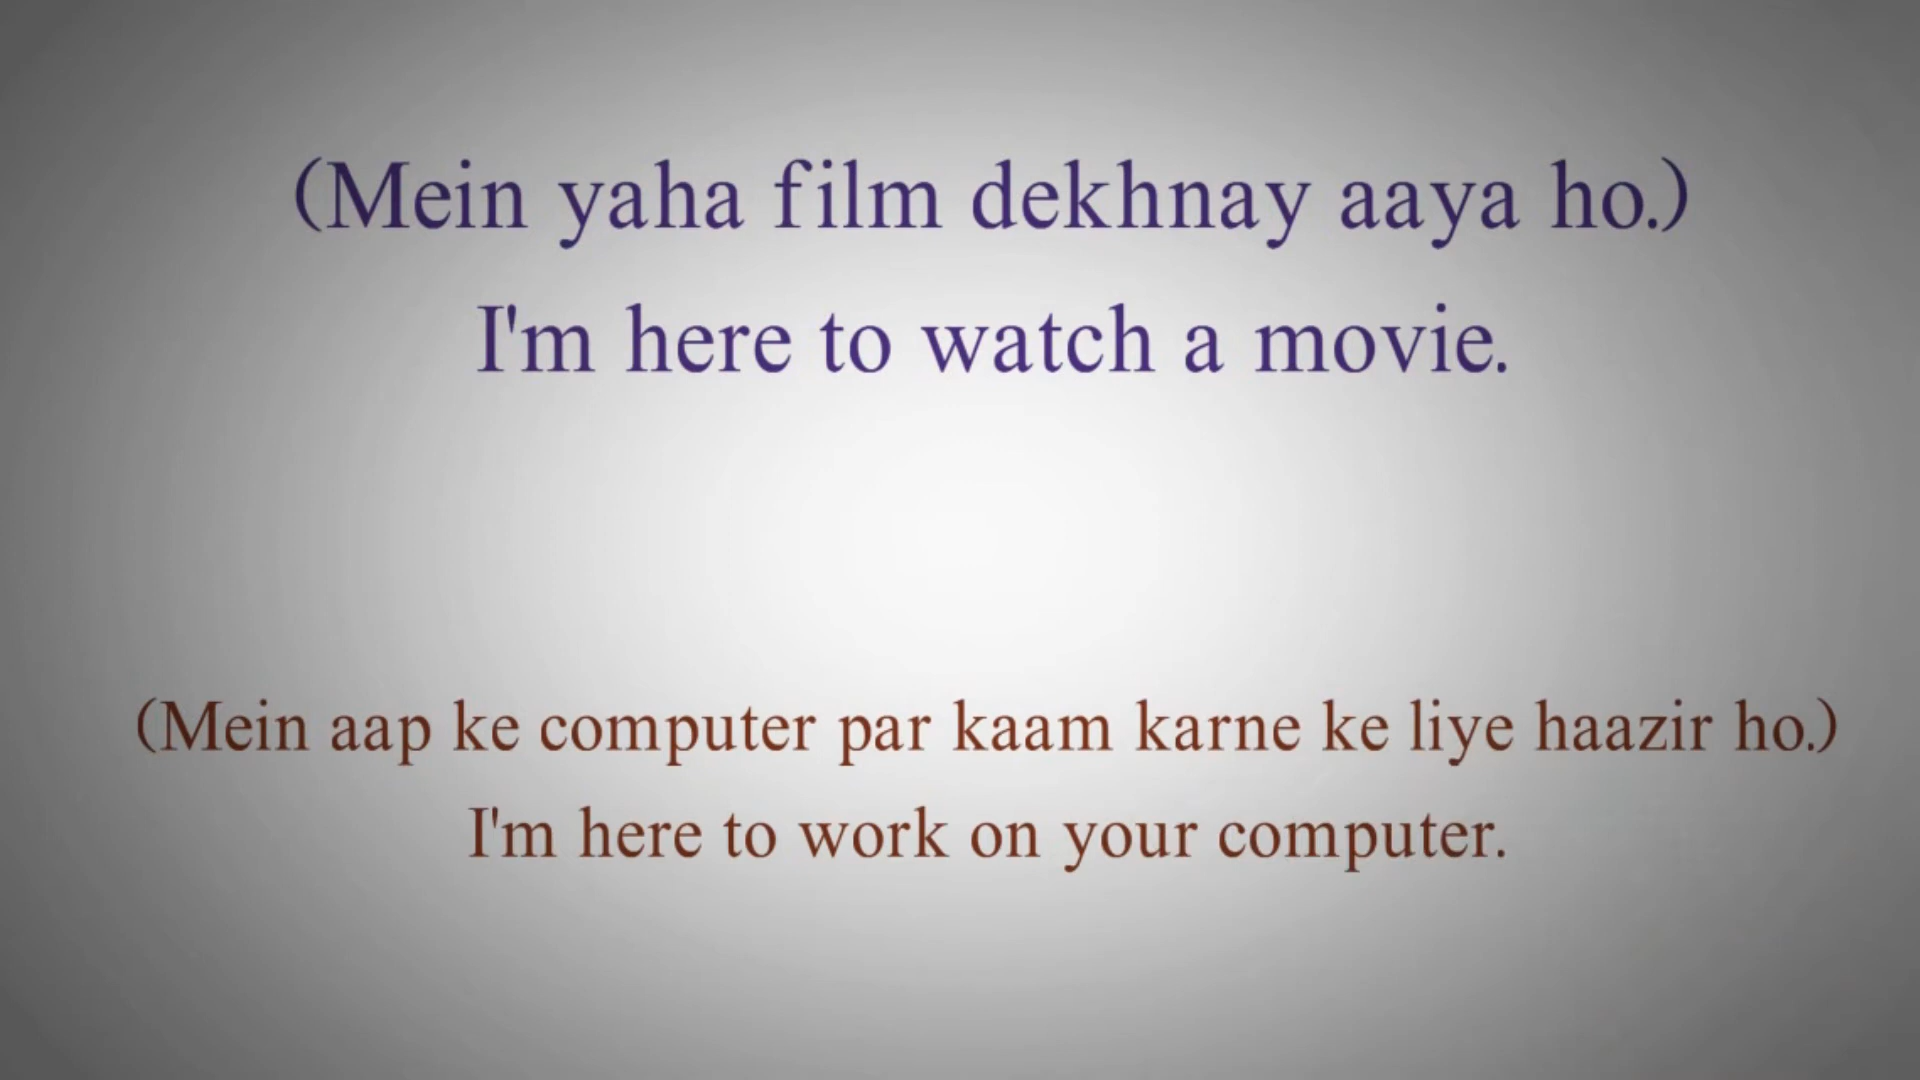 (Mein yaha film dekhnay aaya ho.)
I'm here to watch a movie.
(Mein aap ke computer par kaam karne ke liye haazir ho.)
I'm here to work on your computer.